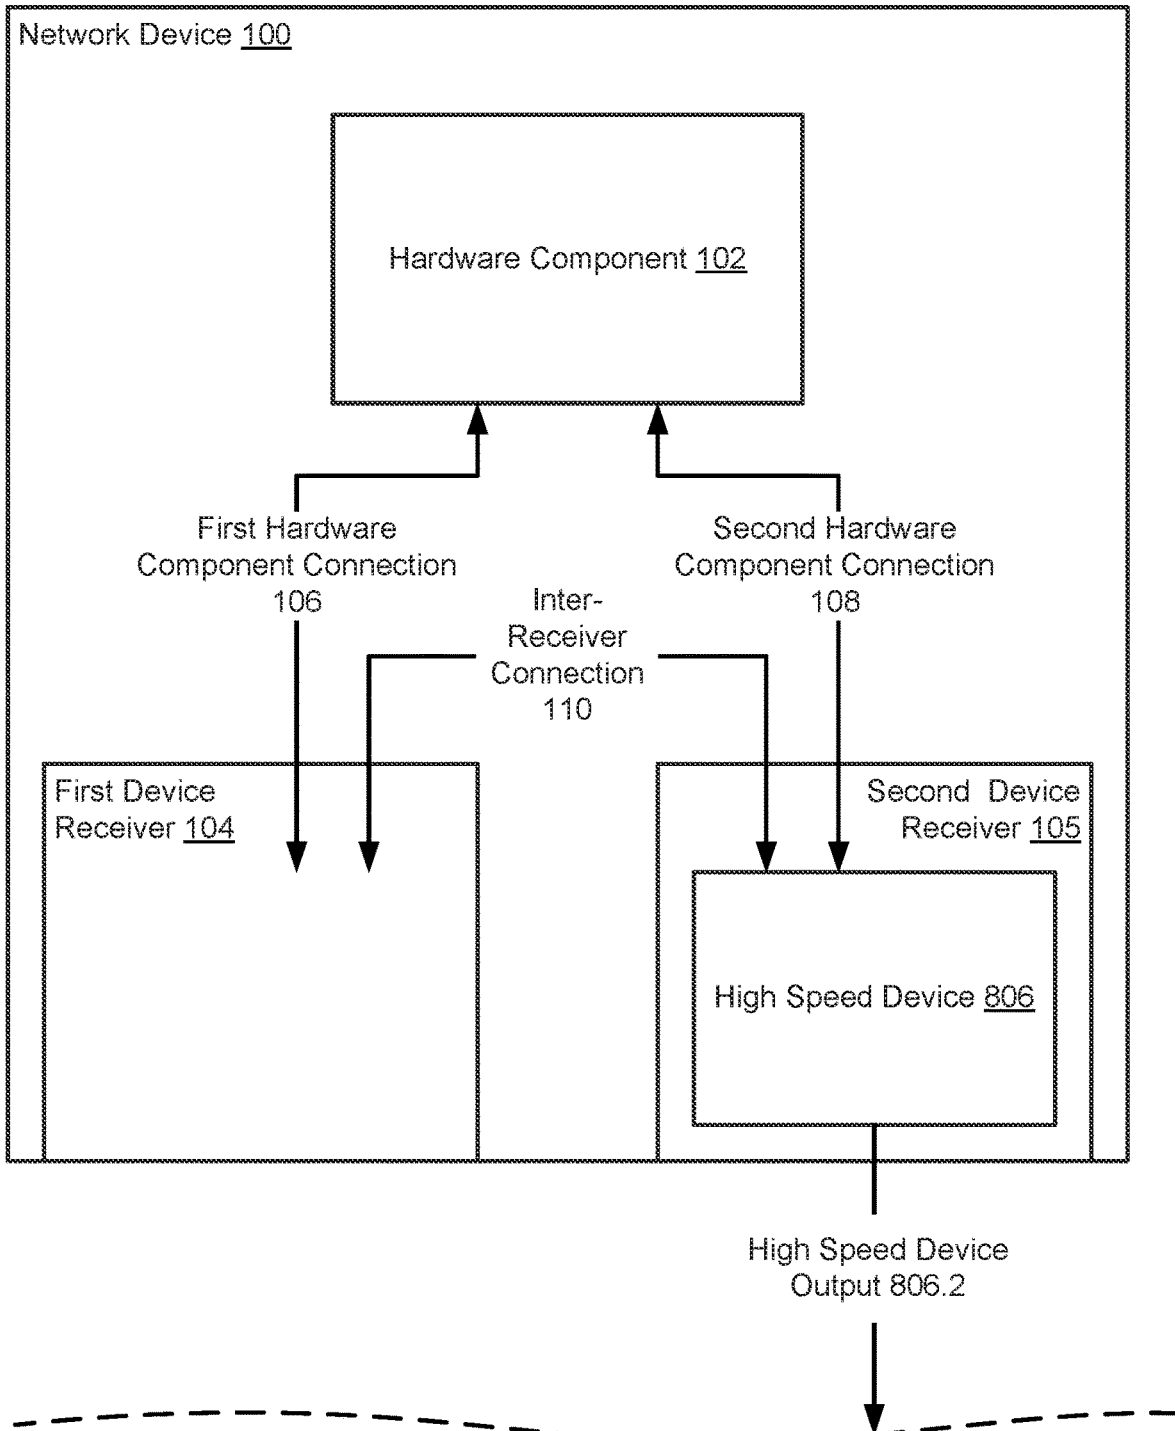 Network Device 100
Hardware Component 102
First Hardware
Component Connection
106
Second Hardware
Component Connection
108
Inter-
Receiver
Connection
110
First Device
Receiver 104
Second Device
Receiver 105
High Speed Device 806
High Speed Device
Output 806.2